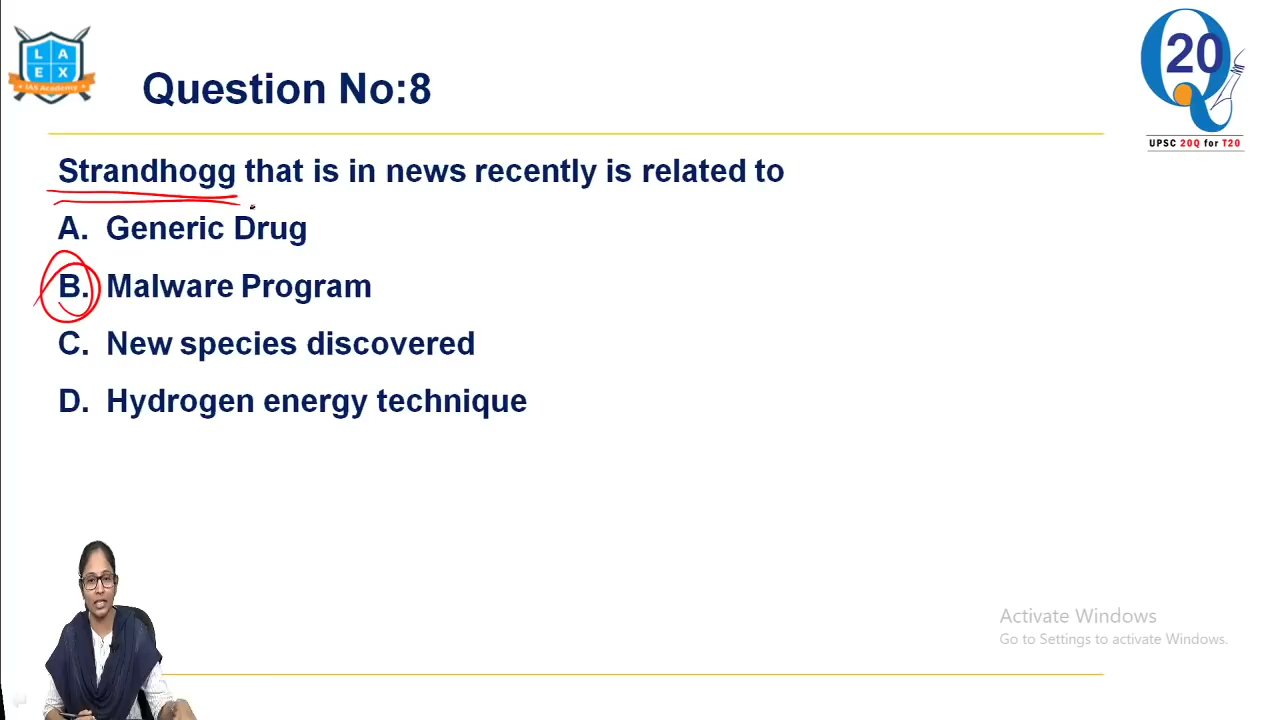 L A
E X
IAS Academy
Question No:8
20
UPSC 20Q for T20
Strandhogg that is in news recently is related to
A. Generic Drug
B. Malware Program
C. New species discovered
D. Hydrogen energy technique
Activate Windows
Go to Settings to activate Windows.